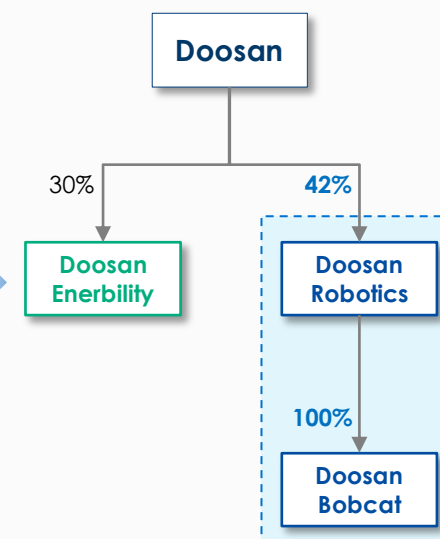 Doosan
30%
42%
Doosan
Enerbility
Doosan
Robotics
100%
Doosan
Bobcat